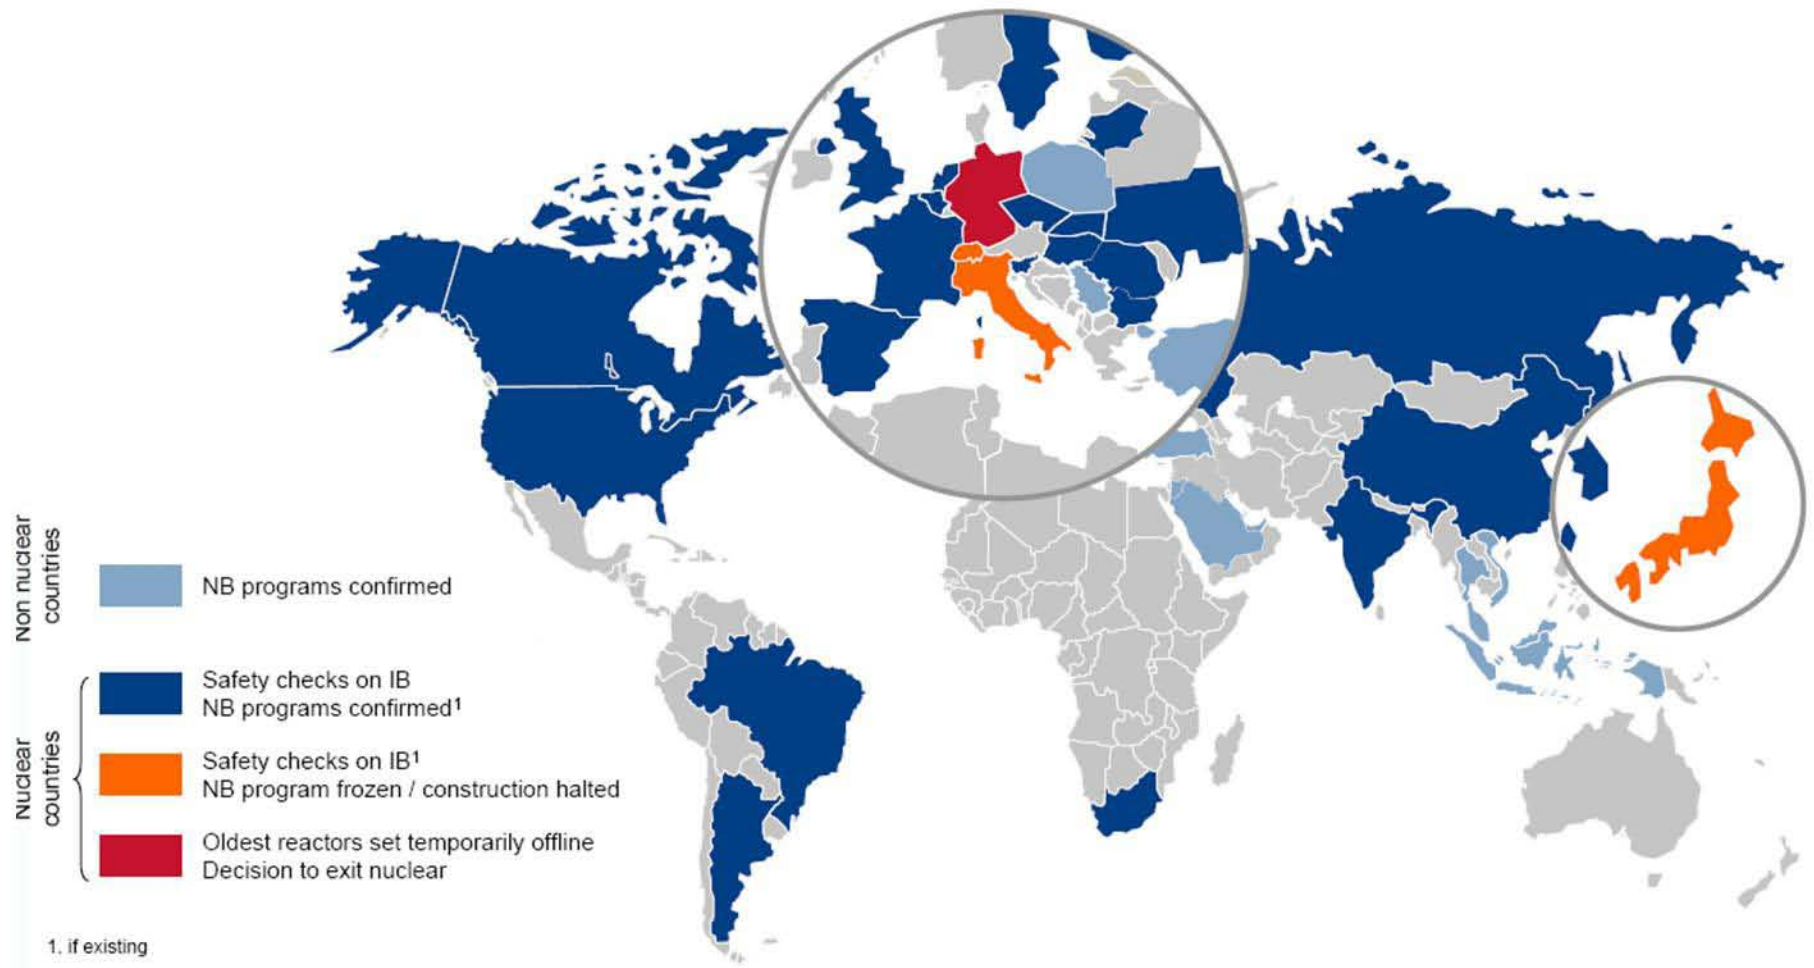 Non nuclear
countries
NB programs confirmed
Nuclear
countries
Safety checks on IB
NB programs confirmed¹
Safety checks on IB¹
NB program frozen / construction halted
Oldest reactors set temporarily offline
Decision to exit nuclear
1. if existing